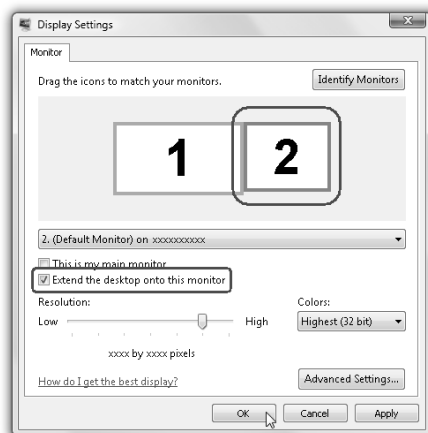 Display Settings
Monitor
Drag the icons to match your monitors.
Identify Monitors
1
2
2. (Default Monitor) on xxxxxxxxxx
This is my main monitor
Extend the desktop onto this monitor
Resolution:
Colors:
Low
High
Highest (32 bit)
xxxx by xxxx pixels
How do I get the best display?
Advanced Settings...
OK
Cancel
Apply